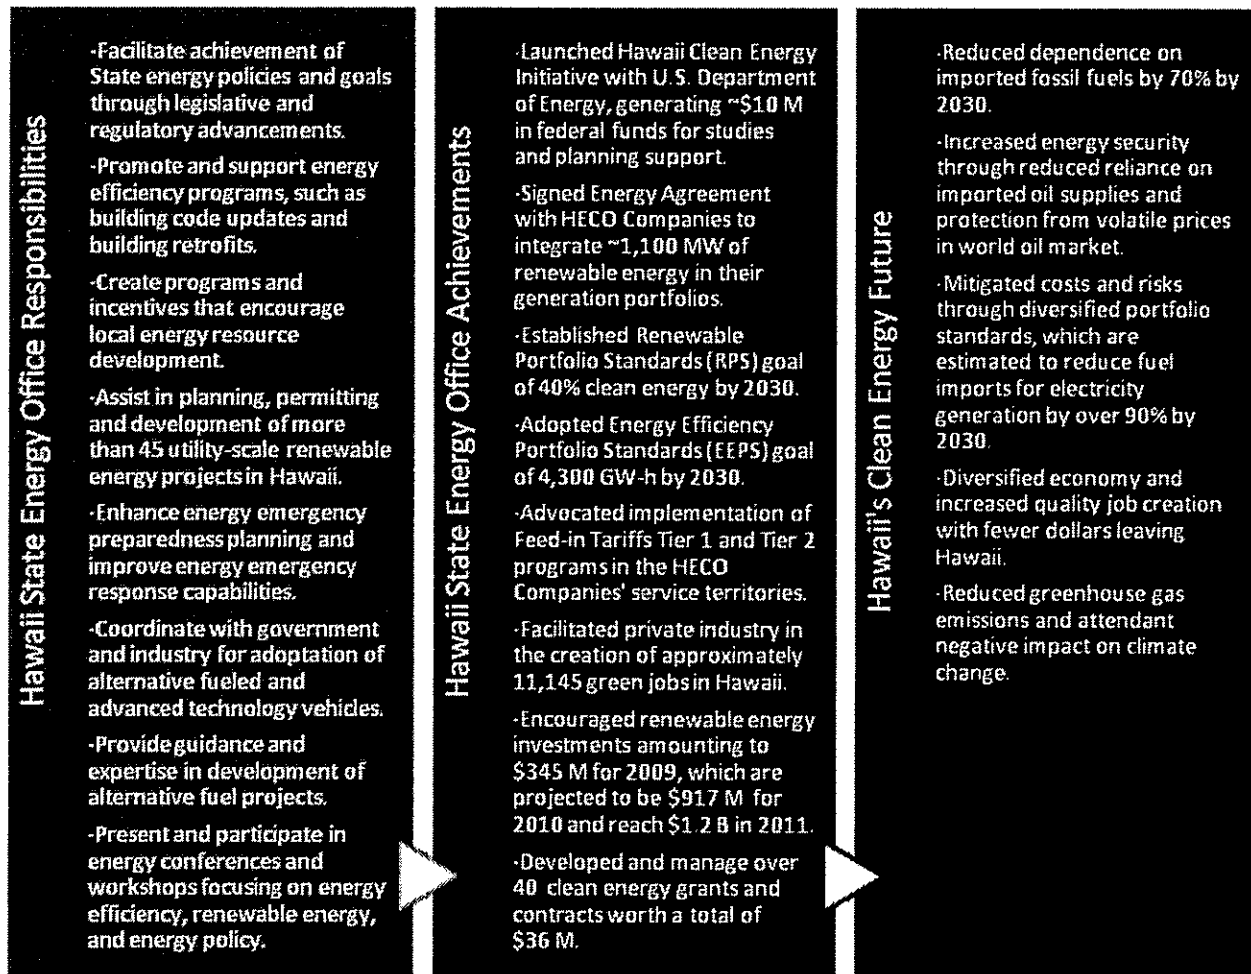 Hawaii State Energy Office Responsibilities
-Facilitate achievement of
State energy policies and goals
through legislative and
regulatory advancements.
-Promote and support energy
efficiency programs, such as
building code updates and
building retrofits.
-Create programs and
incentives that encourage
local energy resource
development.
-Assist in planning, permitting
and development of more
than 45 utility-scale renewable
energy projects in Hawaii.
-Enhance energy emergency
preparedness planning and
improve energy emergency
response capabilities.
-Coordinate with government
and industry for adoptation of
alternative fueled and
advanced technology vehicles.
-Provide guidance and
expertise in development of
alternative fuel projects.
-Present and participate in
energy conferences and
workshops focusing on energy
efficiency, renewable energy,
and energy policy.
Hawaii State Energy Office Achievements
-Launched Hawaii Clean Energy
Initiative with U.S. Department
of Energy, generating ~$10 M
in federal funds for studies
and planning support.
-Signed Energy Agreement
with HECO Companies to
integrate ~1,100 MW of
renewable energy in their
generation portfolios.
-Established Renewable
Portfolio Standards (RPS) goal
of 40% clean energy by 2030.
-Adopted Energy Efficiency
Portfolio Standards (EEPS) goal
of 4,300 GW-h by 2030.
-Advocated implementation of
Feed-in Tariffs Tier 1 and Tier 2
programs in the HECO
Companies' service territories.
-Facilitated private industry in
the creation of approximately
11,145 green jobs in Hawaii.
-Encouraged renewable energy
investments amounting to
$345 M for 2009, which are
projected to be $917 M for
2010 and reach $1.2 B in 2011.
-Developed and manage over
40 clean energy grants and
contracts worth a total of
$36 M.
Hawaii's Clean Energy Future
-Reduced dependence on
imported fossil fuels by 70% by
2030.
-Increased energy security
through reduced reliance on
imported oil supplies and
protection from volatile prices
in world oil market.
-Mitigated costs and risks
through diversified portfolio
standards, which are
estimated to reduce fuel
imports for electricity
generation by over 90% by
2030.
-Diversified economy and
increased quality job creation
with fewer dollars leaving
Hawaii.
-Reduced greenhouse gas
emissions and attendant
negative impact on climate
change.